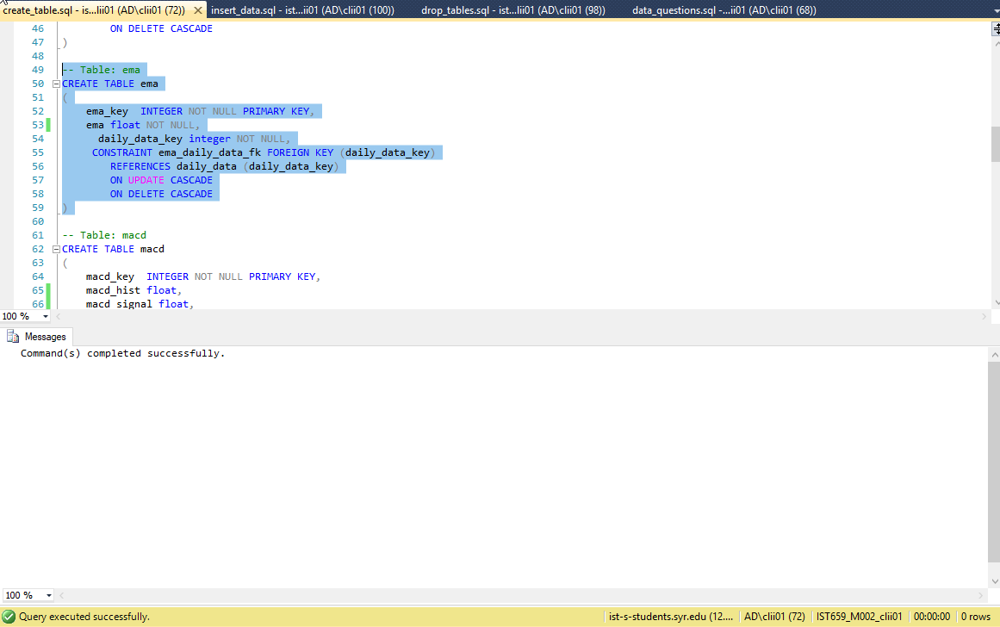 create_table.sql - is...lii01 (AD\clii01 (72)) insert_data.sql - ist...ii01 (AD\clii01 (100)) drop_tables.sql - ist...lii01 (AD\clii01 (98)) data_questions.sql -...ii01 (AD\clii01 (68))
46 ON DELETE CASCADE
47 )
48
49 -- Table: ema
50 CREATE TABLE ema
51 (
52 ema_key INTEGER NOT NULL PRIMARY KEY,
53 ema float NOT NULL,
54 daily_data_key integer NOT NULL,
55 CONSTRAINT ema_daily_data_fk FOREIGN KEY (daily_data_key)
56 REFERENCES daily_data (daily_data_key)
57 ON UPDATE CASCADE
58 ON DELETE CASCADE
59 )
60
61 -- Table: macd
62 CREATE TABLE macd
63 (
64 macd_key INTEGER NOT NULL PRIMARY KEY,
65 macd_hist float,
66 macd_signal float,
100 %
Messages
Command(s) completed successfully.
100 %
Query executed successfully. ist-s-students.syr.edu (12.... AD\clii01 (72) IST659_M002_clii01 00:00:00 0 rows